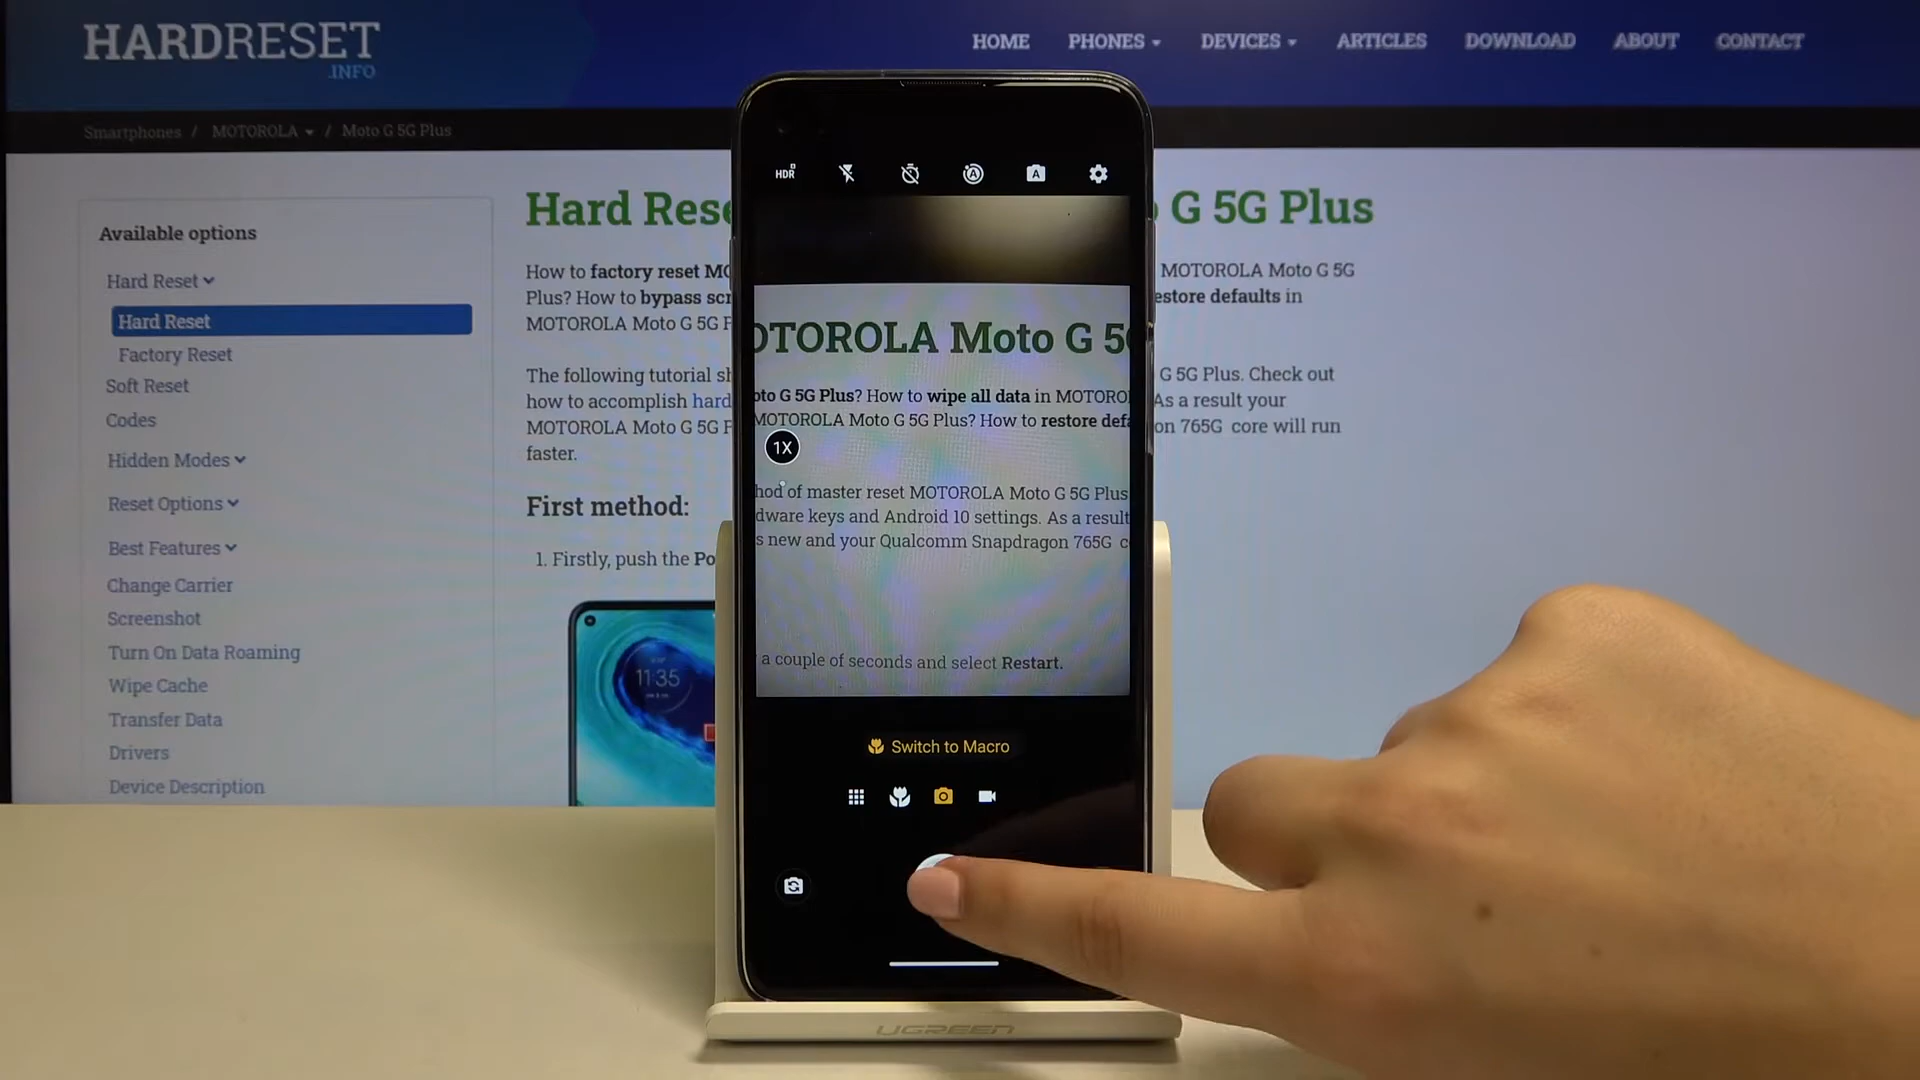 HARDRESET
.INFO
HOME PHONES DEVICES ARTICLES DOWNLOAD ABOUT CONTACT
Smartphones / MOTOROLA / Moto G 5G Plus
Available options
Hard Reset
Hard Reset
Factory Reset
Soft Reset
Codes
Hidden Modes
Reset Options
Best Features
Change Carrier
Screenshot
Turn On Data Roaming
Wipe Cache
Transfer Data
Drivers
Device Description
Hard Rese G 5G Plus
How to factory reset MO MOTOROLA Moto G 5G
Plus? How to bypass scr estore defaults in
MOTOROLA Moto G 5G P
The following tutorial sh G 5G Plus. Check out
how to accomplish hard As a result your
MOTOROLA Moto G 5G P on 765G core will run
faster.
First method:
1. Firstly, push the Po
11:35
HDR
A
A
OTOROLA Moto G 5G
oto G 5G Plus? How to wipe all data in MOTORO
MOTOROLA Moto G 5G Plus? How to restore defa
1X
hod of master reset MOTOROLA Moto G 5G Plus
dware keys and Android 10 settings. As a result
s new and your Qualcomm Snapdragon 765G c
a couple of seconds and select Restart.
Switch to Macro
UGREEN